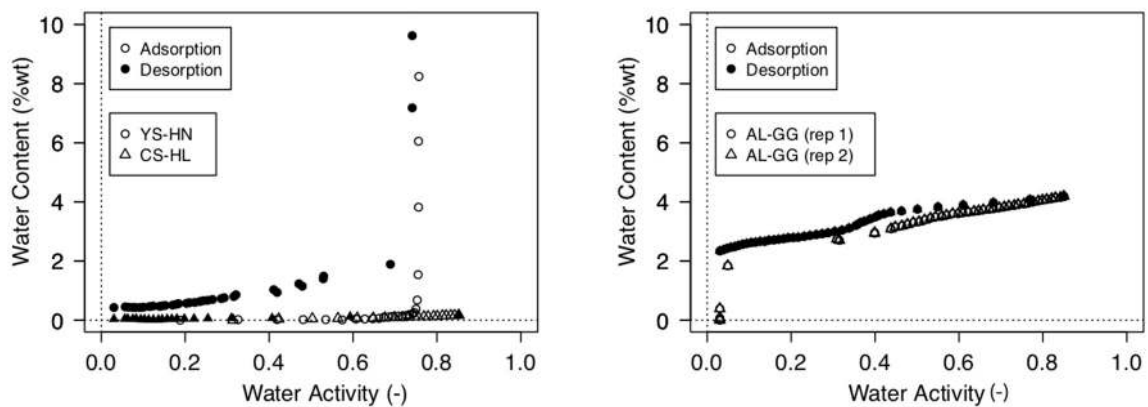 Water Content (%wt)
10
8
6
4
2
0
Adsorption
Desorption
YS-HN
CS-HL
0.0 0.2 0.4 0.6 0.8 1.0
Water Activity (-)
Water Content (%wt)
10
8
6
4
2
0
Adsorption
Desorption
AL-GG (rep 1)
AL-GG (rep 2)
0.0 0.2 0.4 0.6 0.8 1.0
Water Activity (-)